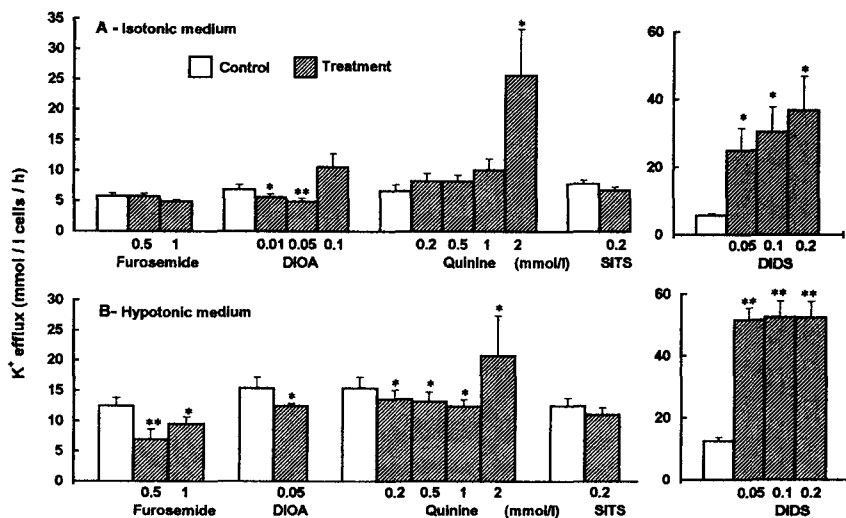 A - Isotonic medium
Control
Treatment
35
30
25
20
15
10
5
0
*
**
*
0.5 1
Furosemide
0.01 0.05 0.1
DIOA
0.2 0.5 1 2
Quinine (mmol/l)
0.2
SITS
60
40
20
0
* * *
0.05 0.1 0.2
DIDS
K+ efflux (mmol / l cells / h)
B- Hypotonic medium
30
25
20
15
10
5
0
** *
*
* * * *
0.5 1
Furosemide
0.05
DIOA
0.2 0.5 1 2
Quinine (mmol/l)
0.2
SITS
60
40
20
0
** ** **
0.05 0.1 0.2
DIDS